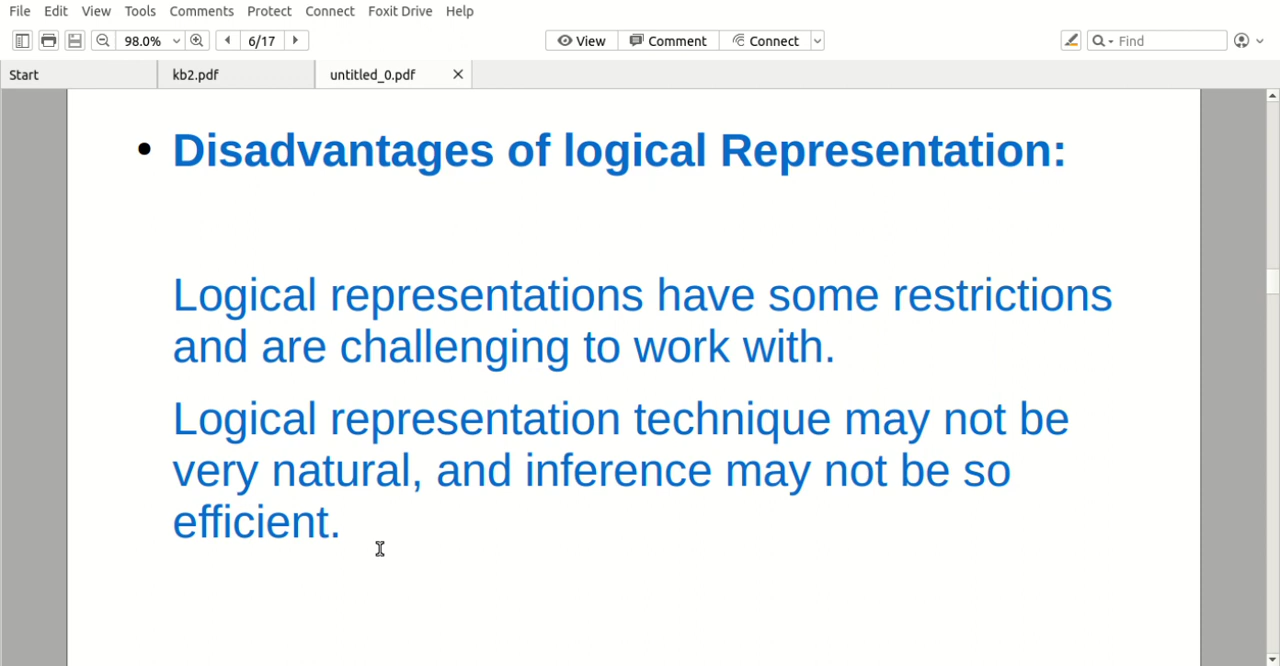 File Edit View Tools Comments Protect Connect Foxit Drive Help
98.0% 6/17 View Comment Connect Find
Start kb2.pdf untitled_0.pdf
• Disadvantages of logical Representation:
Logical representations have some restrictions
and are challenging to work with.
Logical representation technique may not be
very natural, and inference may not be so
efficient.